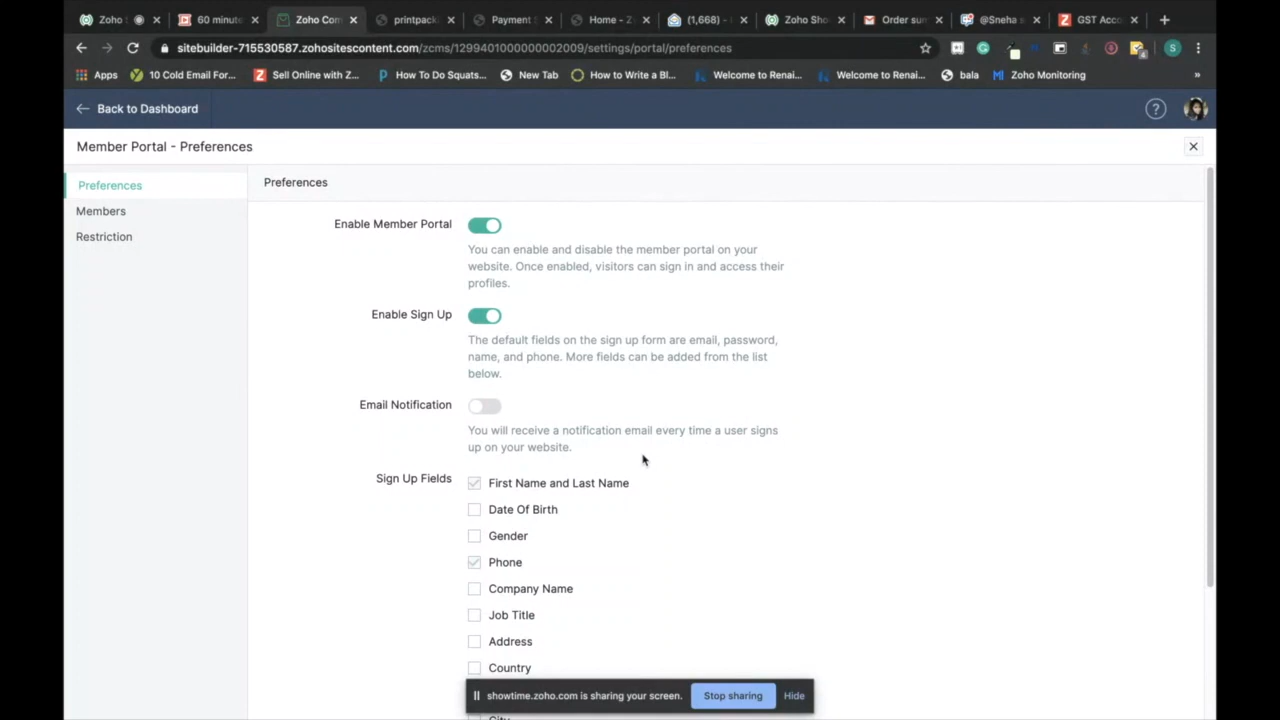 Zoho
60 minute
Zoho Com
printpack
Payment S
Home - Z
(1,668) -
Zoho Sho
Order sum
@Sneha
GST Acco
sitebuilder-715530587.zohositescontent.com/zcms/1299401000000002009/settings/portal/preferences
Apps
10 Cold Email For...
Sell Online with Z...
How To Do Squats...
New Tab
How to Write a Bl...
Welcome to Renai...
Welcome to Renai...
bala
Zoho Monitoring
»
Back to Dashboard
Member Portal - Preferences
Preferences
Members
Restriction
Preferences
Enable Member Portal
You can enable and disable the member portal on your
website. Once enabled, visitors can sign in and access their
profiles.
Enable Sign Up
The default fields on the sign up form are email, password,
name, and phone. More fields can be added from the list
below.
Email Notification
You will receive a notification email every time a user signs
up on your website.
Sign Up Fields
First Name and Last Name
Date Of Birth
Gender
Phone
Company Name
Job Title
Address
Country
showtime.zoho.com is sharing your screen.
Stop sharing
Hide